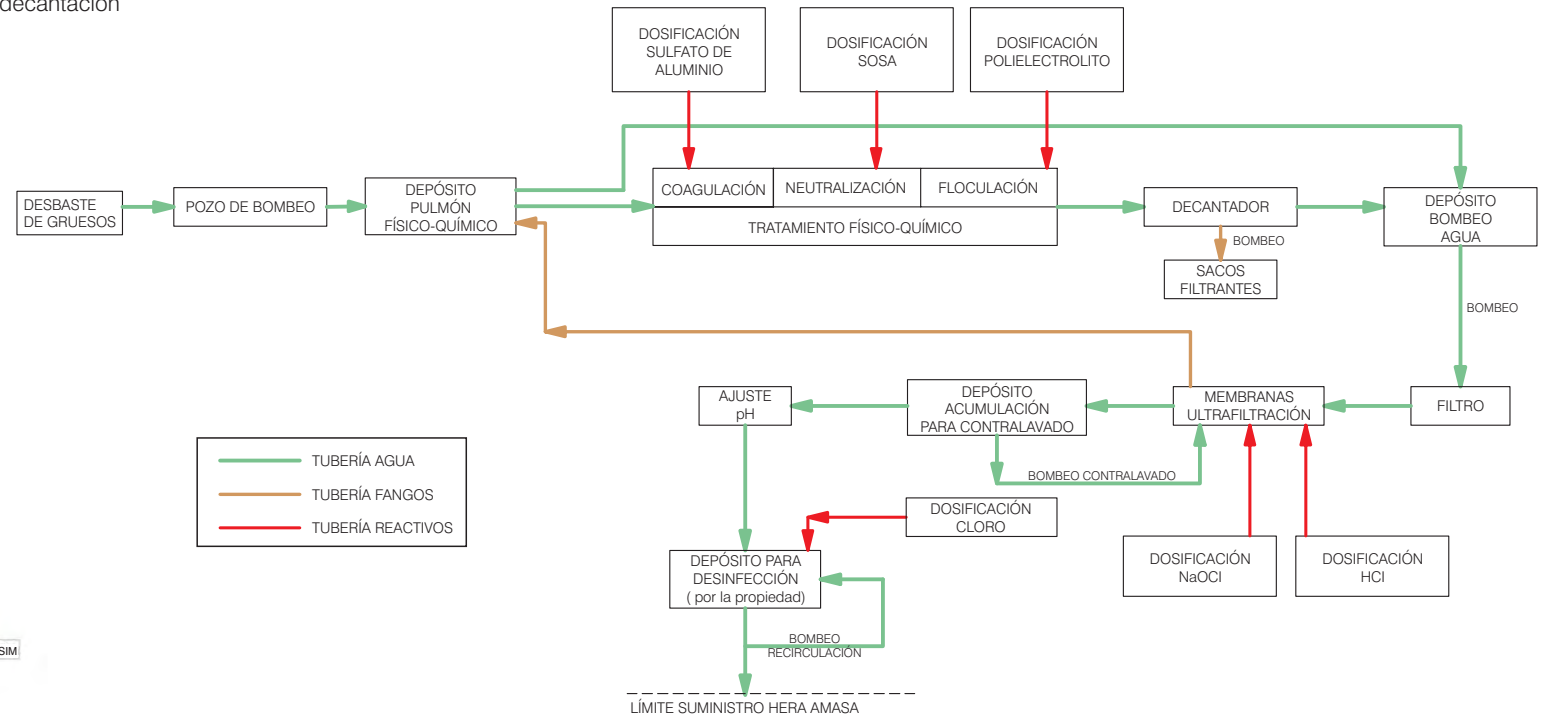 decantación
DOSIFICACIÓN
SULFATO DE
ALUMINIO
DOSIFICACIÓN
SOSA
DOSIFICACIÓN
POLIELECTROLITO
DESBASTE
DE GRUESOS
POZO DE BOMBEO
DEPÓSITO
PULMÓN
FÍSICO-QUÍMICO
COAGULACIÓN
NEUTRALIZACIÓN
FLOCULACIÓN
TRATAMIENTO FÍSICO-QUÍMICO
DECANTADOR
DEPÓSITO
BOMBEO
AGUA
BOMBEO
SACOS
FILTRANTES
BOMBEO
AJUSTE
pH
DEPÓSITO
ACUMULACIÓN
PARA CONTRALAVADO
MEMBRANAS
ULTRAFILTRACIÓN
FILTRO
BOMBEO CONTRALAVADO
TUBERÍA AGUA
TUBERÍA FANGOS
TUBERÍA REACTIVOS
DOSIFICACIÓN
CLORO
DEPÓSITO PARA
DESINFECCIÓN
( por la propiedad)
DOSIFICACIÓN
NaOCl
DOSIFICACIÓN
HCl
BOMBEO
RECIRCULACIÓN
SIM
LÍMITE SUMINISTRO HERA AMASA